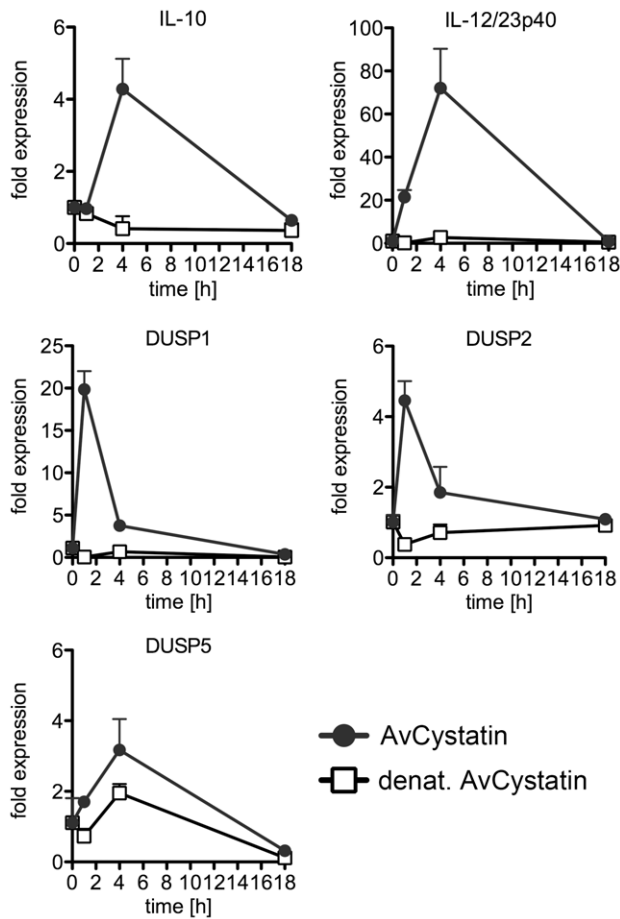 IL-10
fold expression
6
4
2
0
0 2 4 6 8 10 12 14 16 18
time [h]
IL-12/23p40
fold expression
100
80
60
40
20
0
0 2 4 6 8 10 12 14 16 18
time [h]
DUSP1
fold expression
25
20
15
10
5
0
0 2 4 6 8 10 12 14 16 18
time [h]
DUSP2
fold expression
6
4
2
0
0 2 4 6 8 10 12 14 16 18
time [h]
DUSP5
fold expression
6
4
2
0
0 2 4 6 8 10 12 14 16 18
time [h]
AvCystatin
denat. AvCystatin